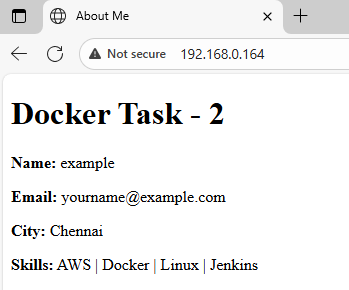 About Me
Not secure 192.168.0.164
Docker Task - 2
Name: example
Email: yourname@example.com
City: Chennai
Skills: AWS | Docker | Linux | Jenkins